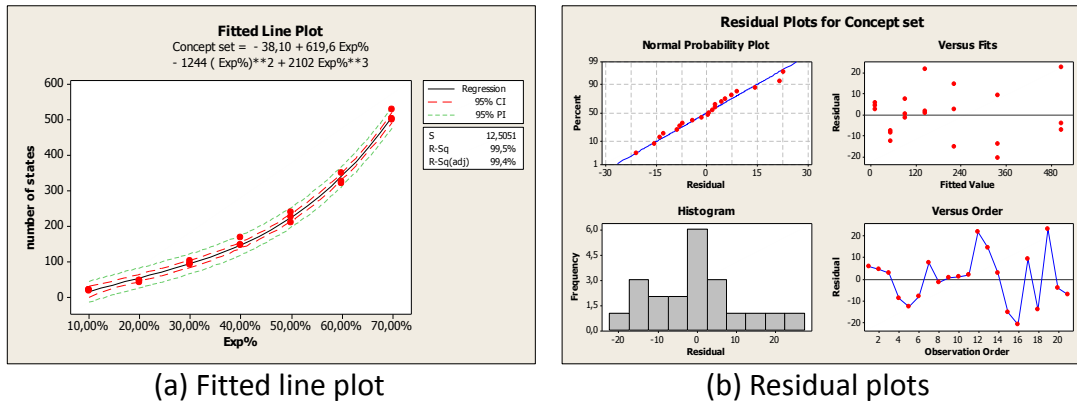 Fitted Line Plot
Concept set = - 38,10 + 619,6 Exp%
- 1244 ( Exp%)**2 + 2102 Exp%**3
600
500
400
300
200
100
0
number of states
10,00% 20,00% 30,00% 40,00% 50,00% 60,00% 70,00%
Exp%
Regression
95% CI
95% PI
S 12,5051
R-Sq 99,5%
R-Sq(adj) 99,4%
(a) Fitted line plot
Residual Plots for Concept set
Normal Probability Plot
99
90
50
10
1
Percent
-30 -15 0 15 30
Residual
Versus Fits
20
10
0
-10
-20
Residual
0 120 240 360 480
Fitted Value
Histogram
6,0
4,5
3,0
1,5
0,0
Frequency
-20 -10 0 10 20
Residual
Versus Order
20
10
0
-10
-20
Residual
2 4 6 8 10 12 14 16 18 20
Observation Order
(b) Residual plots